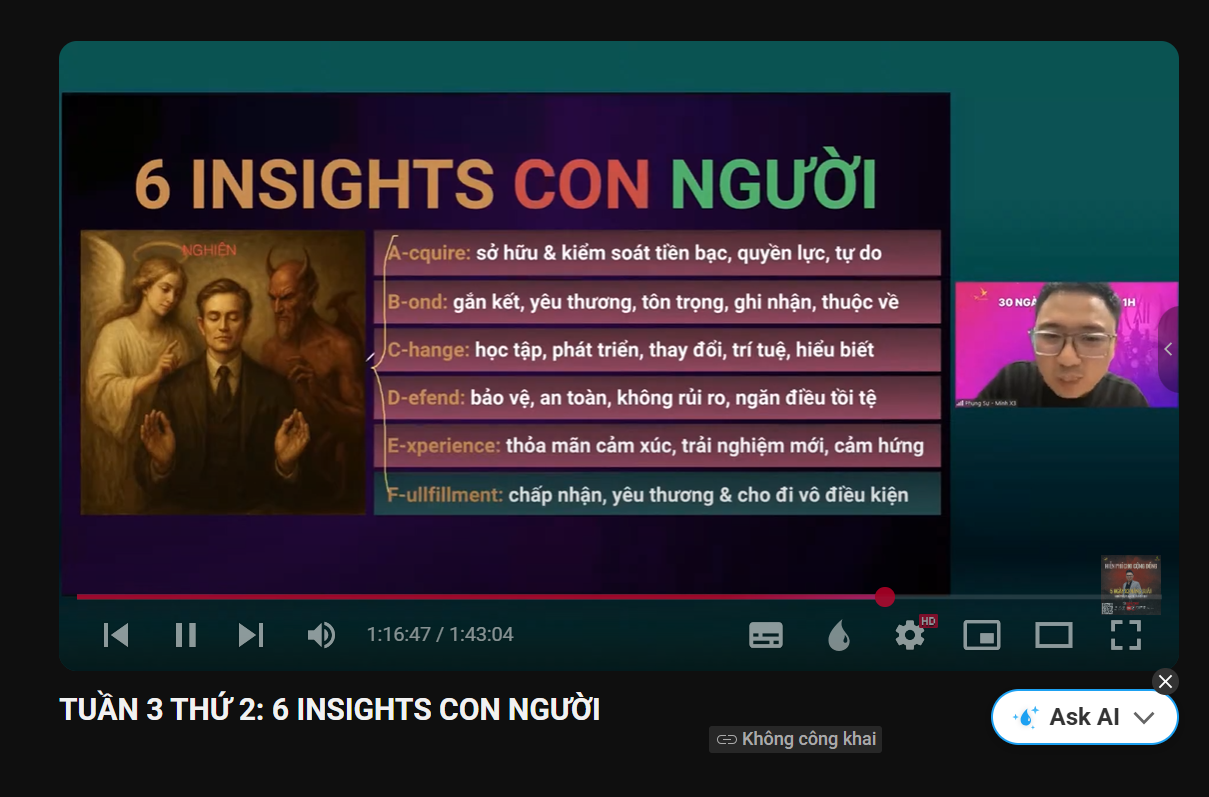 6 INSIGHTS CON NGƯỜI
NGHIỆN
A-cquire: sở hữu & kiểm soát tiền bạc, quyền lực, tự do
B-ond: gắn kết, yêu thương, tôn trọng, ghi nhận, thuộc về
C-hange: học tập, phát triển, thay đổi, trí tuệ, hiểu biết
D-efend: bảo vệ, an toàn, không rủi ro, ngăn điều tồi tệ
E-xperience: thỏa mãn cảm xúc, trải nghiệm mới, cảm hứng
F-ullfillment: chấp nhận, yêu thương & cho đi vô điều kiện
30 NGÀ
1H
Phụng Sự - Minh X3
1:16:47 / 1:43:04
HD
TUẦN 3 THỨ 2: 6 INSIGHTS CON NGƯỜI
Không công khai
Ask AI